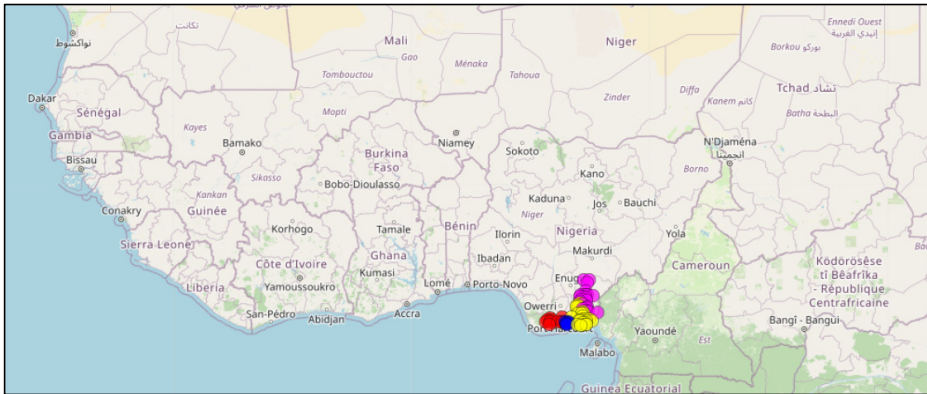 Ennedi Ouest
إنيدي الغربية
تكانت
نواكشوط
Mali
Gao
Niger
Borkou بوركو
Tombouctou
Ménaka
Tahoua
Diffa
Zinder
Kanem كانم
Tchad تشاد
Batha البطحة
Dakar
Sénégal
Mopti
Gambia
Kayes
Niamey
N'Djaména
انجمينا
Bissau
Bamako
Burkina
Faso
Sokoto
Borno
Sikasso
Kankan
Bobo-Dioulasso
Kano
Kaduna
Guinée
Bénin
Niger
Jos
Bauchi
Conakry
Korhogo
Tamale
Ilorin
Nigeria
Yola
Sierra-Leone
Côte d'Ivoire
Ghana
Ibadan
Makurdi
Cameroun
Ködörösêse
tî Bêafrîka
- République
Centrafricaine
Liberia
Yamoussoukro
Kumasi
Lomé
Porto-Novo
Enugu
San-Pédro
Abidjan
Accra
Owerri
Bangî - Bangui
Yaoundé
Est
Malabo
Guinea Ecuatorial